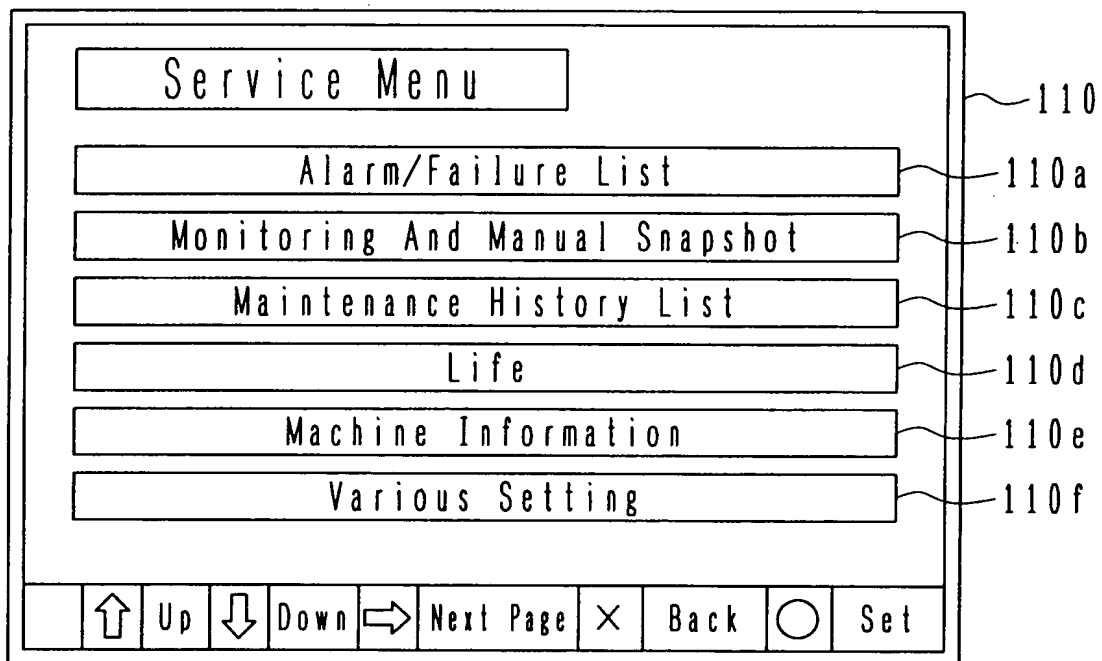 Service Menu
110
Alarm/Failure List 110a
Monitoring And Manual Snapshot 110b
Maintenance History List 110c
Life 110d
Machine Information 110e
Various Setting 110f
⇧ Up ⇩ Down ⇨ Next Page × Back ○ Set